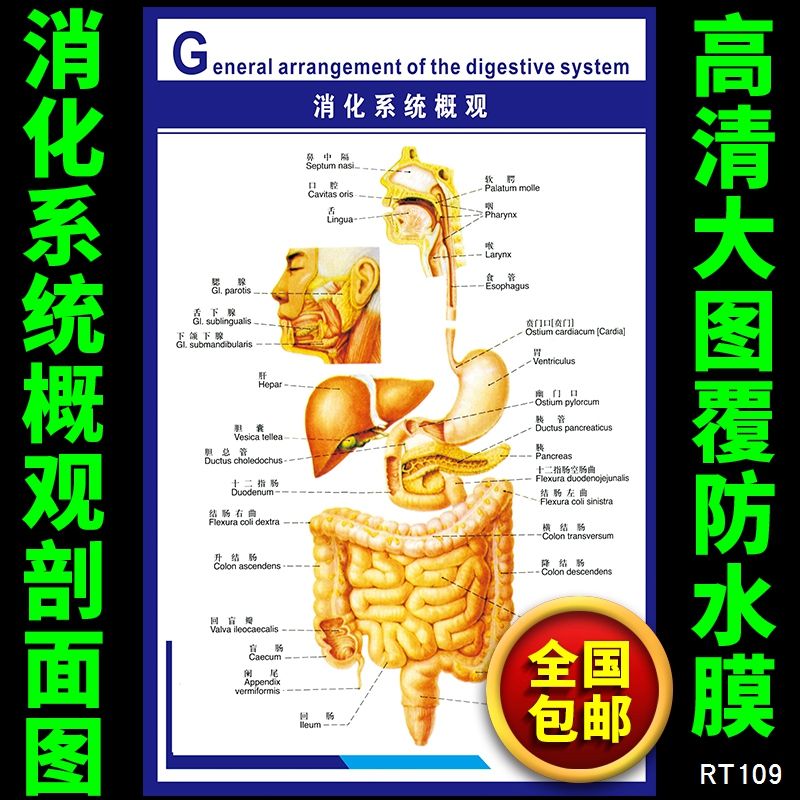 消化系统概观剖面图
高清大图覆防水膜
General arrangement of the digestive system
消化系统概观
鼻中隔
Septum nasi
口腔
Cavitas oris
舌
Lingua
软腭
Palatum molle
咽
Pharynx
喉
Larynx
食管
Esophagus
腮腺
Gl. parotis
舌下腺
Gl. sublingualis
下颌下腺
Gl. submandibularis
贲门口[贲门]
Ostium cardiacum [Cardia]
胃
Ventriculus
肝
Hepar
幽门口
Ostium pylorcum
胆囊
Vesica tellea
胰管
Ductus pancreaticus
胆总管
Ductus choledochus
胰
Pancreas
十二指肠
Duodenum
十二指肠空肠曲
Flexura duodenojejunalis
结肠左曲
Flexura coli sinistra
结肠右曲
Flexura coli dextra
横结肠
Colon transversum
升结肠
Colon ascendens
降结肠
Colon descendens
回盲瓣
Valva ileocaecalis
盲肠
Caecum
阑尾
Appendix
vermiformis
回肠
Ileum
全国
包邮
RT109